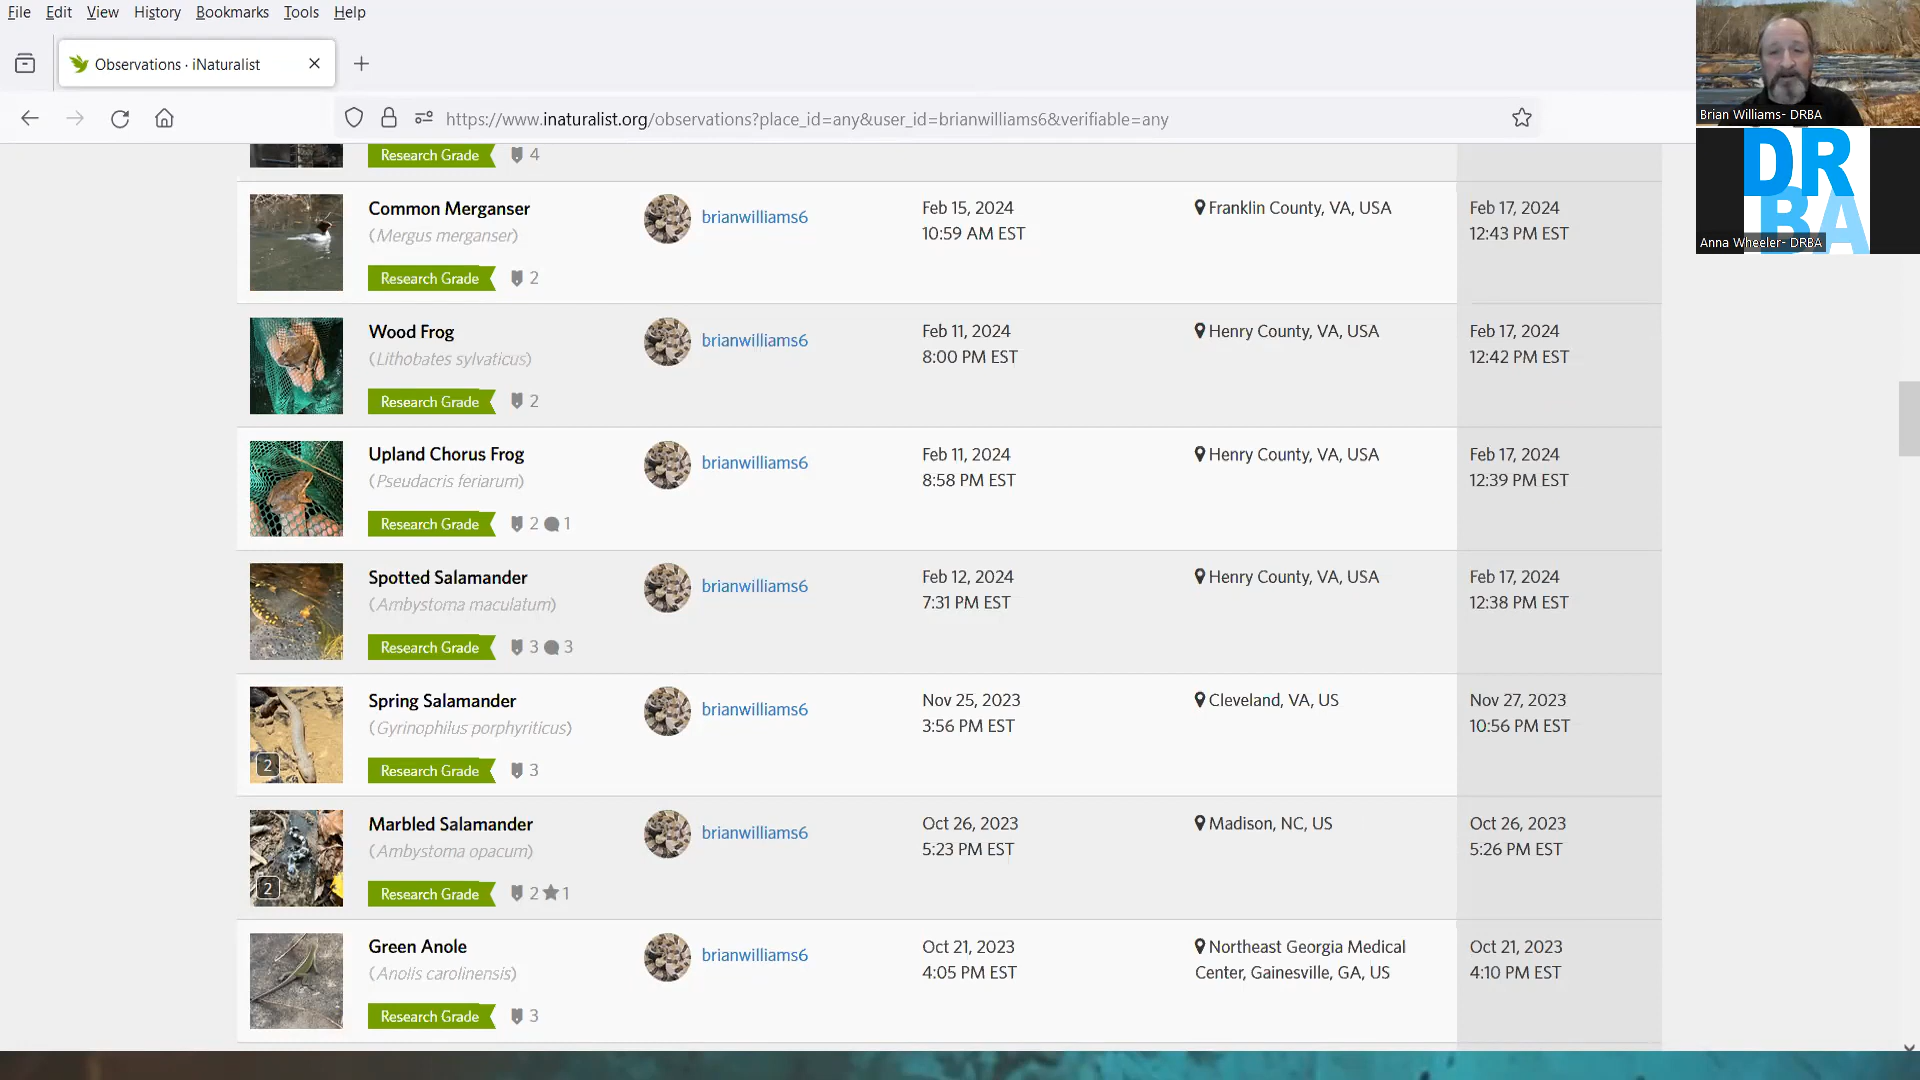 File Edit View History Bookmarks Tools Help
Observations · iNaturalist
https://www.inaturalist.org/observations?place_id=any&user_id=brianwilliams6&verifiable=any
Brian Williams- DRBA
DR
BA
Anna Wheeler- DRBA
Research Grade 4
Common Merganser
(Mergus merganser)
Research Grade 2
brianwilliams6
Feb 15, 2024
10:59 AM EST
Franklin County, VA, USA
Feb 17, 2024
12:43 PM EST
Wood Frog
(Lithobates sylvaticus)
Research Grade 2
brianwilliams6
Feb 11, 2024
8:00 PM EST
Henry County, VA, USA
Feb 17, 2024
12:42 PM EST
Upland Chorus Frog
(Pseudacris feriarum)
Research Grade 2 1
brianwilliams6
Feb 11, 2024
8:58 PM EST
Henry County, VA, USA
Feb 17, 2024
12:39 PM EST
Spotted Salamander
(Ambystoma maculatum)
Research Grade 3 3
brianwilliams6
Feb 12, 2024
7:31 PM EST
Henry County, VA, USA
Feb 17, 2024
12:38 PM EST
2
Spring Salamander
(Gyrinophilus porphyriticus)
Research Grade 3
brianwilliams6
Nov 25, 2023
3:56 PM EST
Cleveland, VA, US
Nov 27, 2023
10:56 PM EST
2
Marbled Salamander
(Ambystoma opacum)
Research Grade 2 1
brianwilliams6
Oct 26, 2023
5:23 PM EST
Madison, NC, US
Oct 26, 2023
5:26 PM EST
Green Anole
(Anolis carolinensis)
Research Grade 3
brianwilliams6
Oct 21, 2023
4:05 PM EST
Northeast Georgia Medical
Center, Gainesville, GA, US
Oct 21, 2023
4:10 PM EST